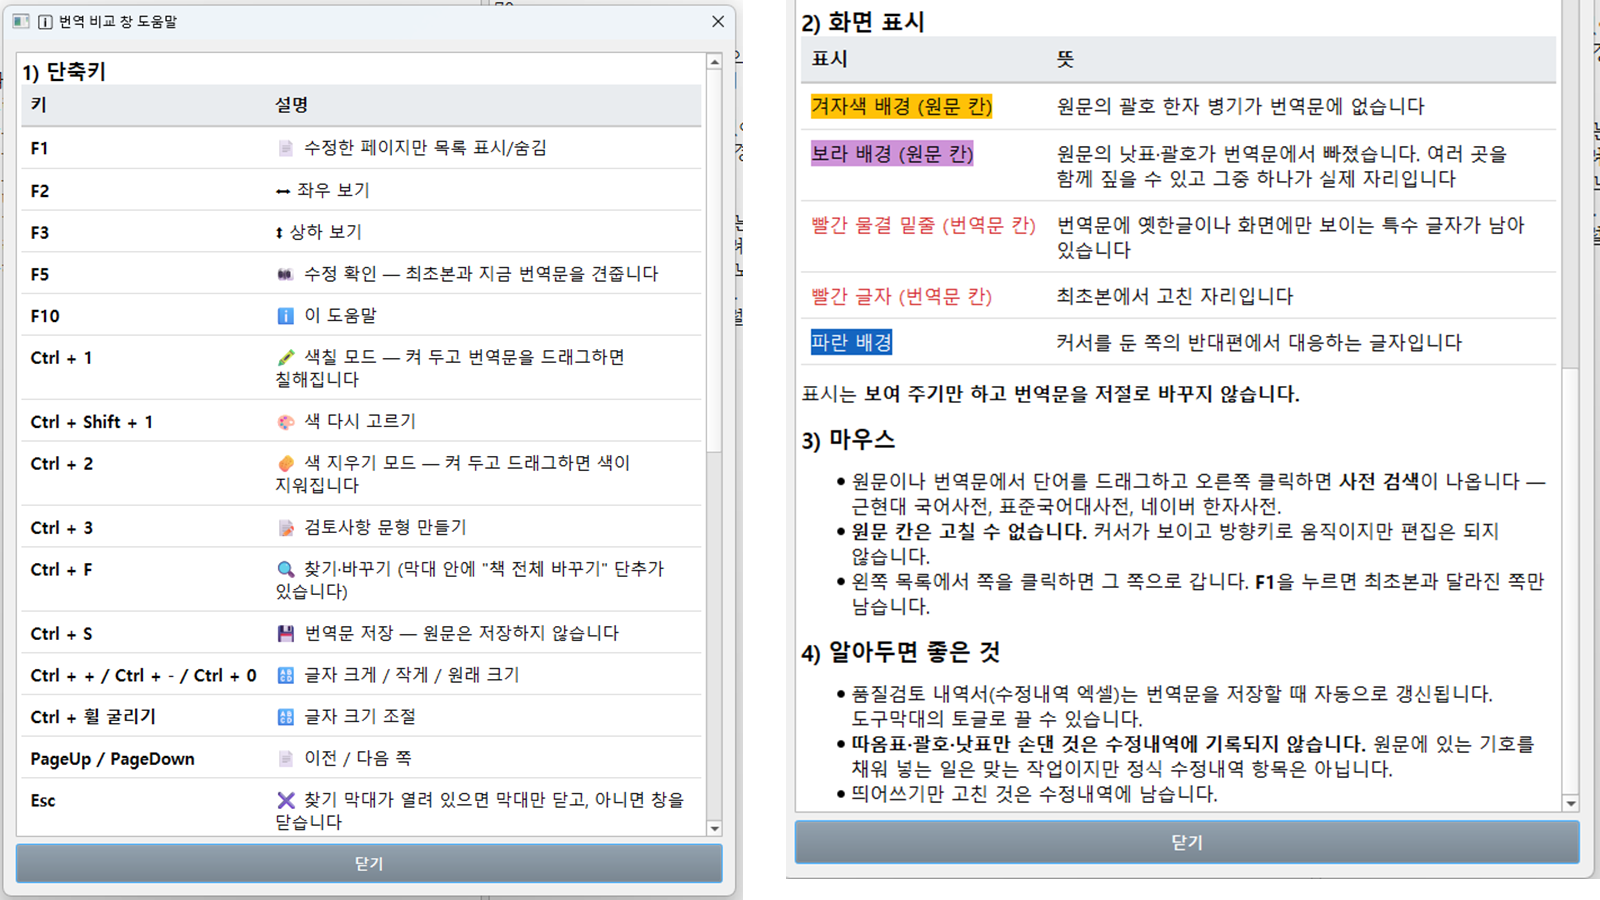 번역 비교 창 도움말
1) 단축키
키 설명
F1 수정한 페이지만 목록 표시/숨김
F2 좌우 보기
F3 상하 보기
F5 수정 확인 — 최초본과 지금 번역문을 견줍니다
F10 이 도움말
Ctrl + 1 색칠 모드 — 켜 두고 번역문을 드래그하면
칠해집니다
Ctrl + Shift + 1 색 다시 고르기
Ctrl + 2 색 지우기 모드 — 켜 두고 드래그하면 색이
지워집니다
Ctrl + 3 검토사항 문형 만들기
Ctrl + F 찾기·바꾸기 (막대 안에 "책 전체 바꾸기" 단추가
있습니다)
Ctrl + S 번역문 저장 — 원문은 저장하지 않습니다
Ctrl + + / Ctrl + - / Ctrl + 0 글자 크게 / 작게 / 원래 크기
Ctrl + 휠 굴리기 글자 크기 조절
PageUp / PageDown 이전 / 다음 쪽
Esc 찾기 막대가 열려 있으면 막대만 닫고, 아니면 창을
닫습니다
닫기
2) 화면 표시
표시 뜻
겨자색 배경 (원문 칸) 원문의 괄호 한자 병기가 번역문에 없습니다
보라 배경 (원문 칸) 원문의 낫표·괄호가 번역문에서 빠졌습니다. 여러 곳을
함께 짚을 수 있고 그중 하나가 실제 자리입니다
빨간 물결 밑줄 (번역문 칸) 번역문에 옛한글이나 화면에만 보이는 특수 글자가 남아
있습니다
빨간 글자 (번역문 칸) 최초본에서 고친 자리입니다
파란 배경 커서를 둔 쪽의 반대편에서 대응하는 글자입니다
표시는 보여 주기만 하고 번역문을 저절로 바꾸지 않습니다.
3) 마우스
• 원문이나 번역문에서 단어를 드래그하고 오른쪽 클릭하면 사전 검색이 나옵니다 —
근현대 국어사전, 표준국어대사전, 네이버 한자사전.
• 원문 칸은 고칠 수 없습니다. 커서가 보이고 방향키로 움직이지만 편집은 되지
않습니다.
• 왼쪽 목록에서 쪽을 클릭하면 그 쪽으로 갑니다. F1을 누르면 최초본과 달라진 쪽만
남습니다.
4) 알아두면 좋은 것
• 품질검토 내역서(수정내역 엑셀)는 번역문을 저장할 때 자동으로 갱신됩니다.
도구막대의 토글로 끌 수 있습니다.
• 따옴표·괄호·낫표만 손댄 것은 수정내역에 기록되지 않습니다. 원문에 있는 기호를
채워 넣는 일은 맞는 작업이지만 정식 수정내역 항목은 아닙니다.
• 띄어쓰기만 고친 것은 수정내역에 남습니다.
닫기